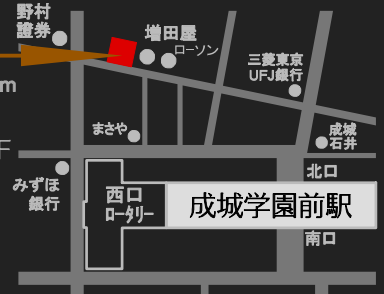 野村
證券
増田屋
ローソン
三菱東京
UFJ銀行
m
まさや
成城
石井
みずほ
銀行
北口
西口
ロータリー
成城学園前駅
南口